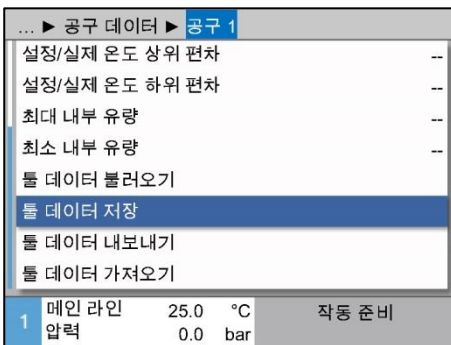 ... ► 공구 데이터 ► 공구 1
설정/실제 온도 상위 편차 --
설정/실제 온도 하위 편차 --
최대 내부 유량 --
최소 내부 유량 --
툴 데이터 불러오기
툴 데이터 저장
툴 데이터 내보내기
툴 데이터 가져오기
1 메인 라인 25.0 °C 작동 준비
압력 0.0 bar